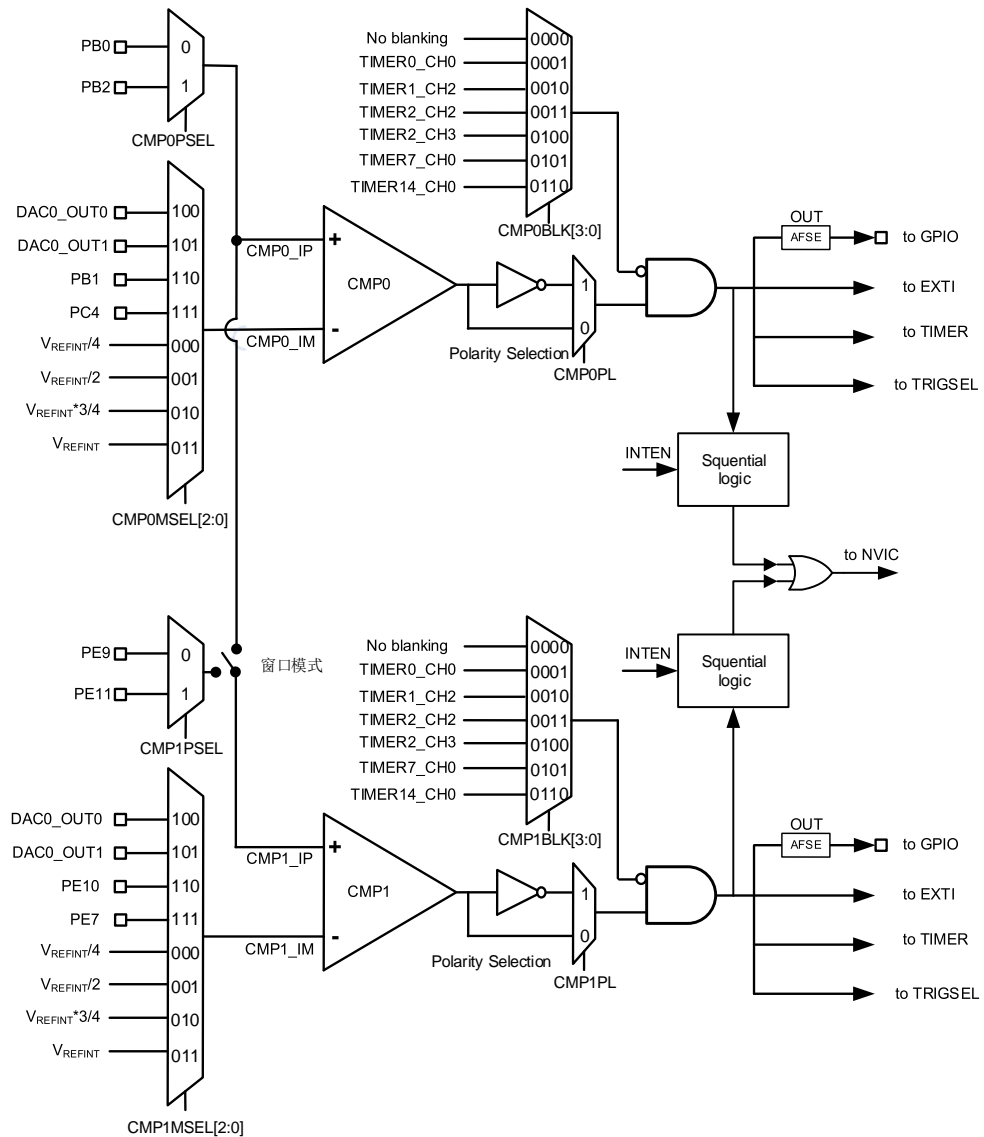 PB0
0
PB2
1
CMP0PSEL
No blanking
0000
TIMER0_CH0
0001
TIMER1_CH2
0010
TIMER2_CH2
0011
TIMER2_CH3
0100
TIMER7_CH0
0101
TIMER14_CH0
0110
CMP0BLK[3:0]
DAC0_OUT0
100
DAC0_OUT1
101
PB1
110
PC4
111
VREFINT/4
000
VREFINT/2
001
VREFINT*3/4
010
VREFINT
011
CMP0MSEL[2:0]
+
CMP0_IP
CMP0
-
CMP0_IM
1
0
Polarity Selection
CMP0PL
OUT
AFSE
to GPIO
to EXTI
to TIMER
to TRIGSEL
INTEN
Squential
logic
to NVIC
INTEN
Squential
logic
PE9
0
PE11
1
CMP1PSEL
窗口模式
No blanking
0000
TIMER0_CH0
0001
TIMER1_CH2
0010
TIMER2_CH2
0011
TIMER2_CH3
0100
TIMER7_CH0
0101
TIMER14_CH0
0110
CMP1BLK[3:0]
DAC0_OUT0
100
DAC0_OUT1
101
PE10
110
PE7
111
VREFINT/4
000
VREFINT/2
001
VREFINT*3/4
010
VREFINT
011
CMP1MSEL[2:0]
+
CMP1_IP
CMP1
-
CMP1_IM
1
0
Polarity Selection
CMP1PL
OUT
AFSE
to GPIO
to EXTI
to TIMER
to TRIGSEL